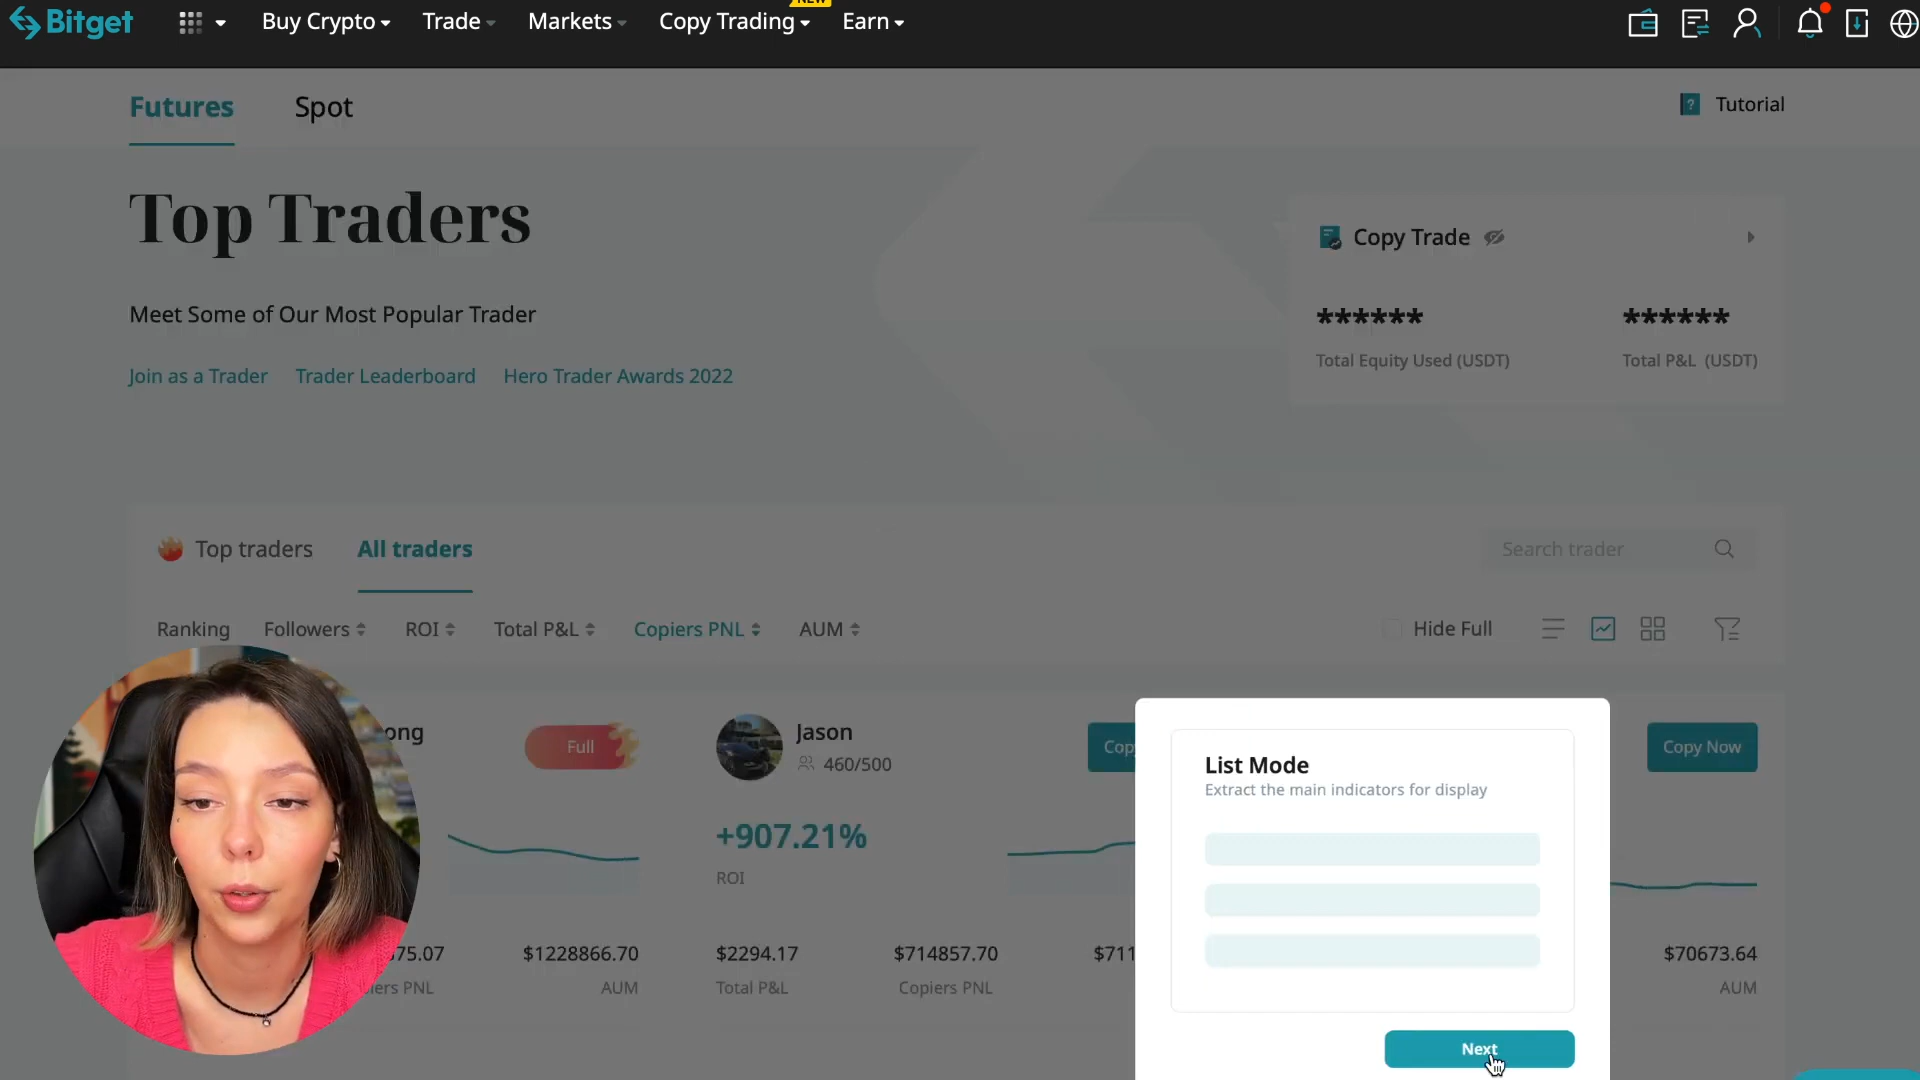 Bitget
Buy Crypto
Trade
Markets
Copy Trading
NEW
Earn
Futures
Spot
Tutorial
Top Traders
Meet Some of Our Most Popular Trader
Join as a Trader
Trader Leaderboard
Hero Trader Awards 2022
Copy Trade
******
******
Total Equity Used (USDT)
Total P&L (USDT)
Top traders
All traders
Search trader
Ranking
Followers
ROI
Total P&L
Copiers PNL
AUM
Hide Full
ong
Full
Jason
460/500
Cop
Copy Now
+907.21%
ROI
75.07
$1228866.70
iers PNL
AUM
$2294.17
$714857.70
$711
Total P&L
Copiers PNL
$70673.64
AUM
List Mode
Extract the main indicators for display
Next